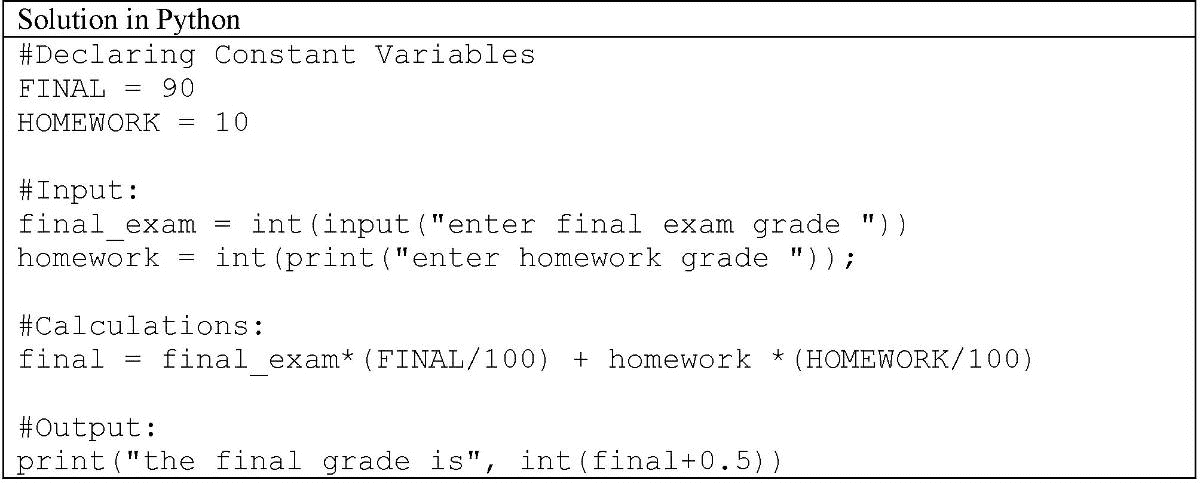 Solution in Python
#Declaring Constant Variables
FINAL = 90
HOMEWORK = 10
#Input:
final_exam = int(input("enter final exam grade "))
homework = int(print("enter homework grade "));
#Calculations:
final = final_exam*(FINAL/100) + homework *(HOMEWORK/100)
#Output:
print("the final grade is", int(final+0.5))